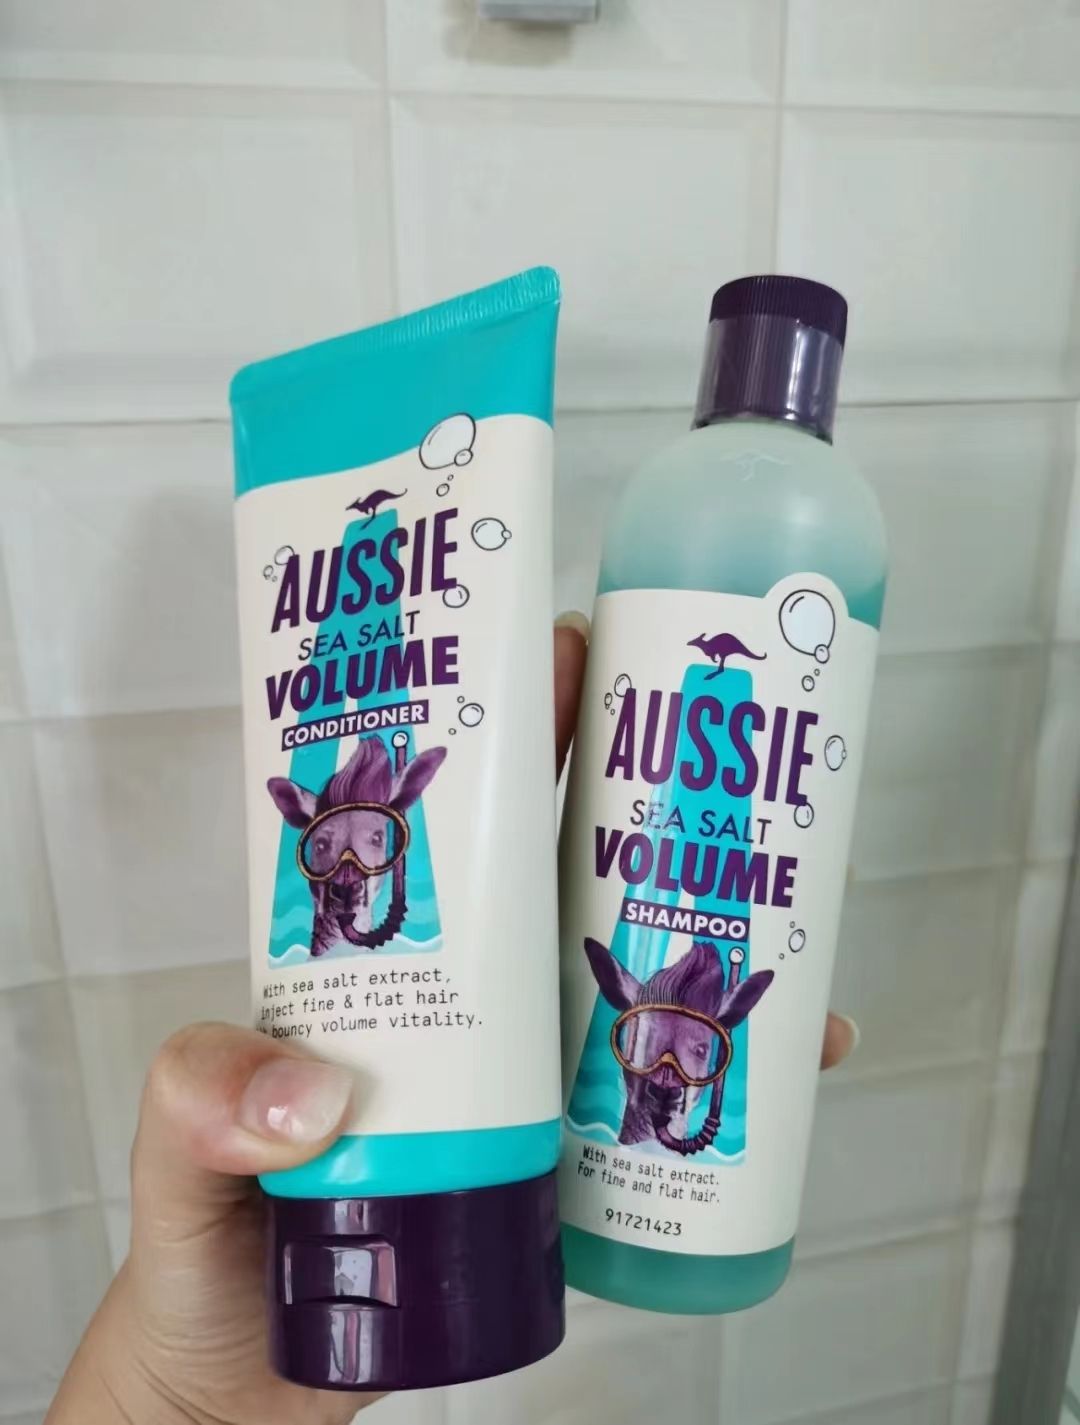 AUSSIE
SEA SALT
VOLUME
CONDITIONER
With sea salt extract,
inject fine & flat hair
bouncy volume vitality.
AUSSIE
SEA SALT
VOLUME
SHAMPOO
With sea salt extract.
For fine and flat hair.
91721423